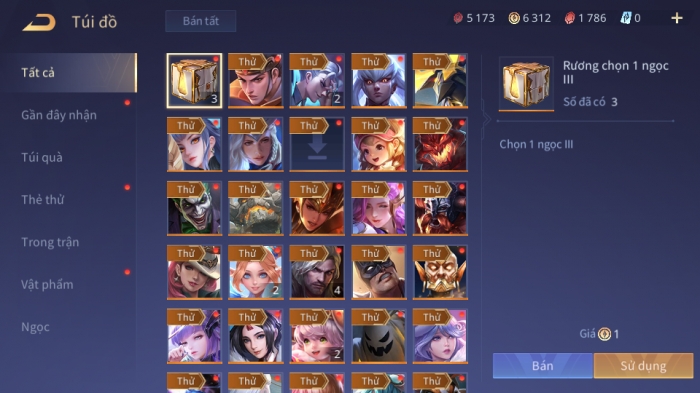 Túi đồ
Bán tất
5 173
6 312
1 786
0
+
Tất cả
Gần đây nhận
Túi quà
Thẻ thử
Trong trận
Vật phẩm
Ngọc
3
Thử
Thử
2
Thử
Thử
Thử
Thử
Thử
Thử
Thử
Thử
Thử
Thử
Thử
Thử
Thử
Thử
2
Thử
4
Thử
Thử
Thử
Thử
Thử
2
Thử
Thử
Thử
Thử
Thử
Thử
Thử
Rương chọn 1 ngọc
III
Số đã có 3
Chọn 1 ngọc III
Giá 1
Bán
Sử dụng